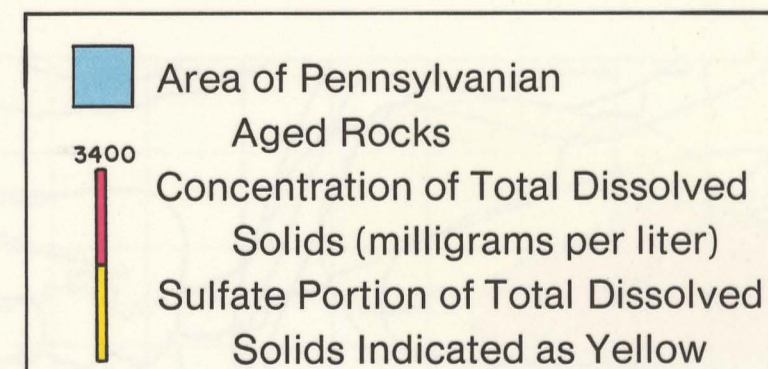 Area of Pennsylvanian
Aged Rocks
3400
Concentration of Total Dissolved
Solids (milligrams per liter)
Sulfate Portion of Total Dissolved
Solids Indicated as Yellow